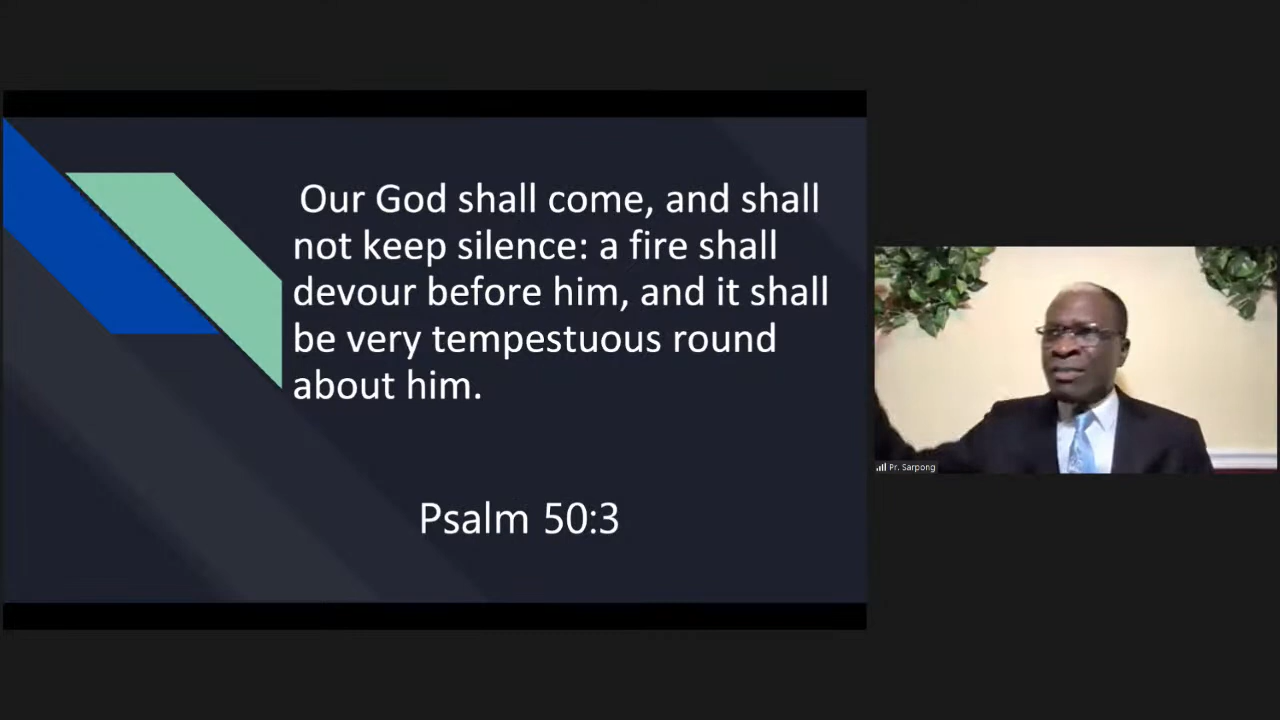 Our God shall come, and shall
not keep silence: a fire shall
devour before him, and it shall
be very tempestuous round
about him.
Psalm 50:3
Pr. Sarpong